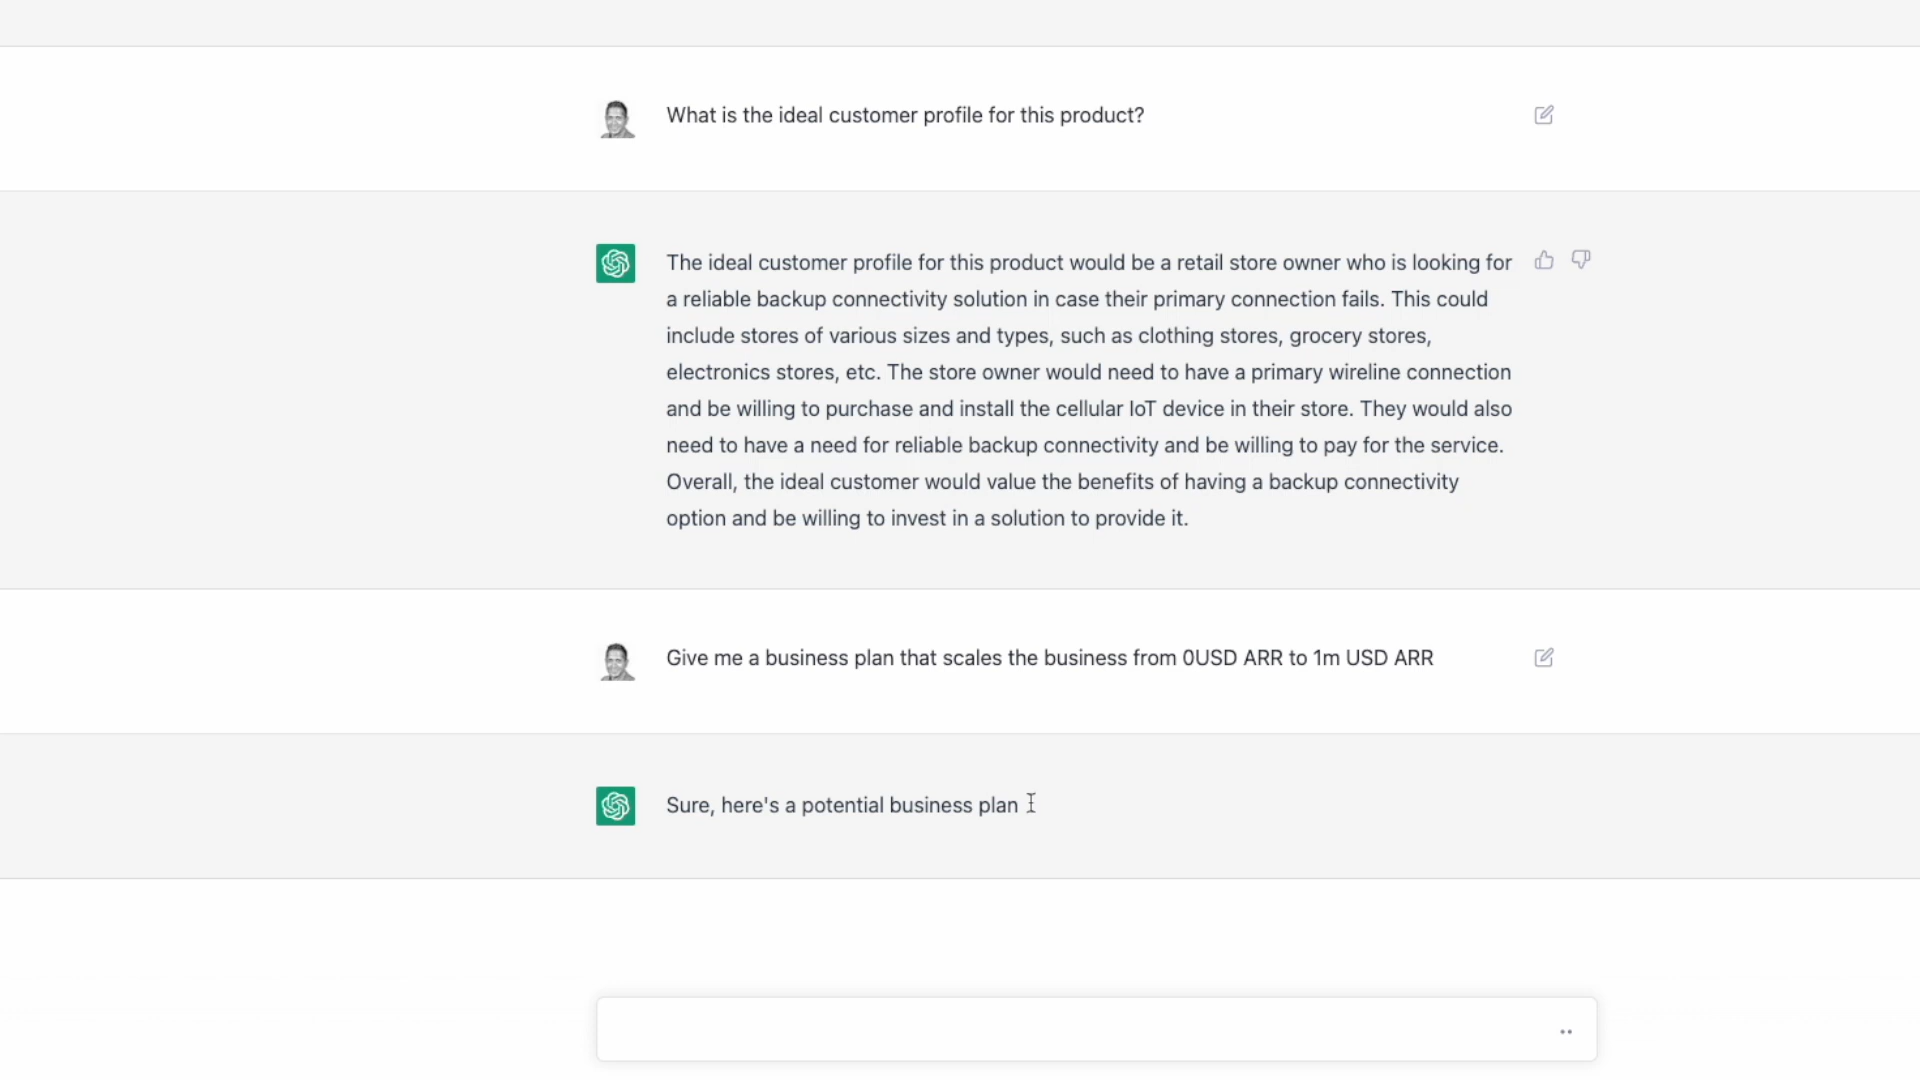 What is the ideal customer profile for this product?
The ideal customer profile for this product would be a retail store owner who is looking for
a reliable backup connectivity solution in case their primary connection fails. This could
include stores of various sizes and types, such as clothing stores, grocery stores,
electronics stores, etc. The store owner would need to have a primary wireline connection
and be willing to purchase and install the cellular IoT device in their store. They would also
need to have a need for reliable backup connectivity and be willing to pay for the service.
Overall, the ideal customer would value the benefits of having a backup connectivity
option and be willing to invest in a solution to provide it.
Give me a business plan that scales the business from 0USD ARR to 1m USD ARR
Sure, here's a potential business plan